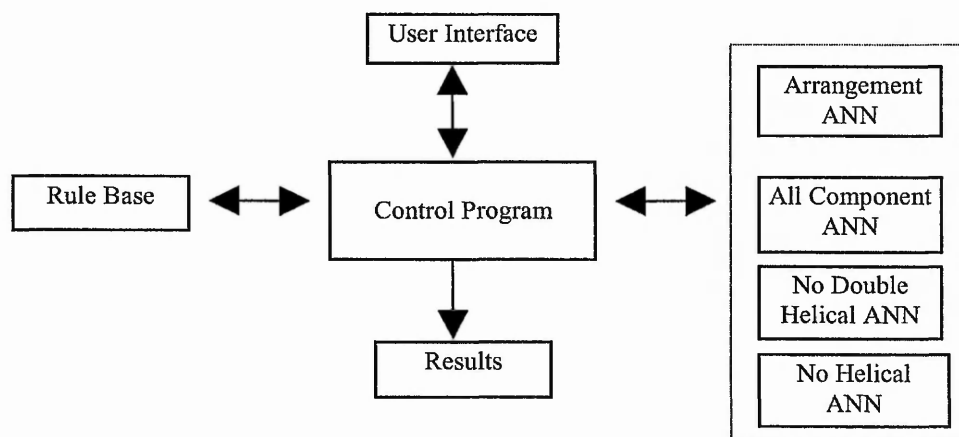 User Interface
Arrangement
ANN
Rule Base
Control Program
All Component
ANN
No Double
Helical ANN
Results
No Helical
ANN